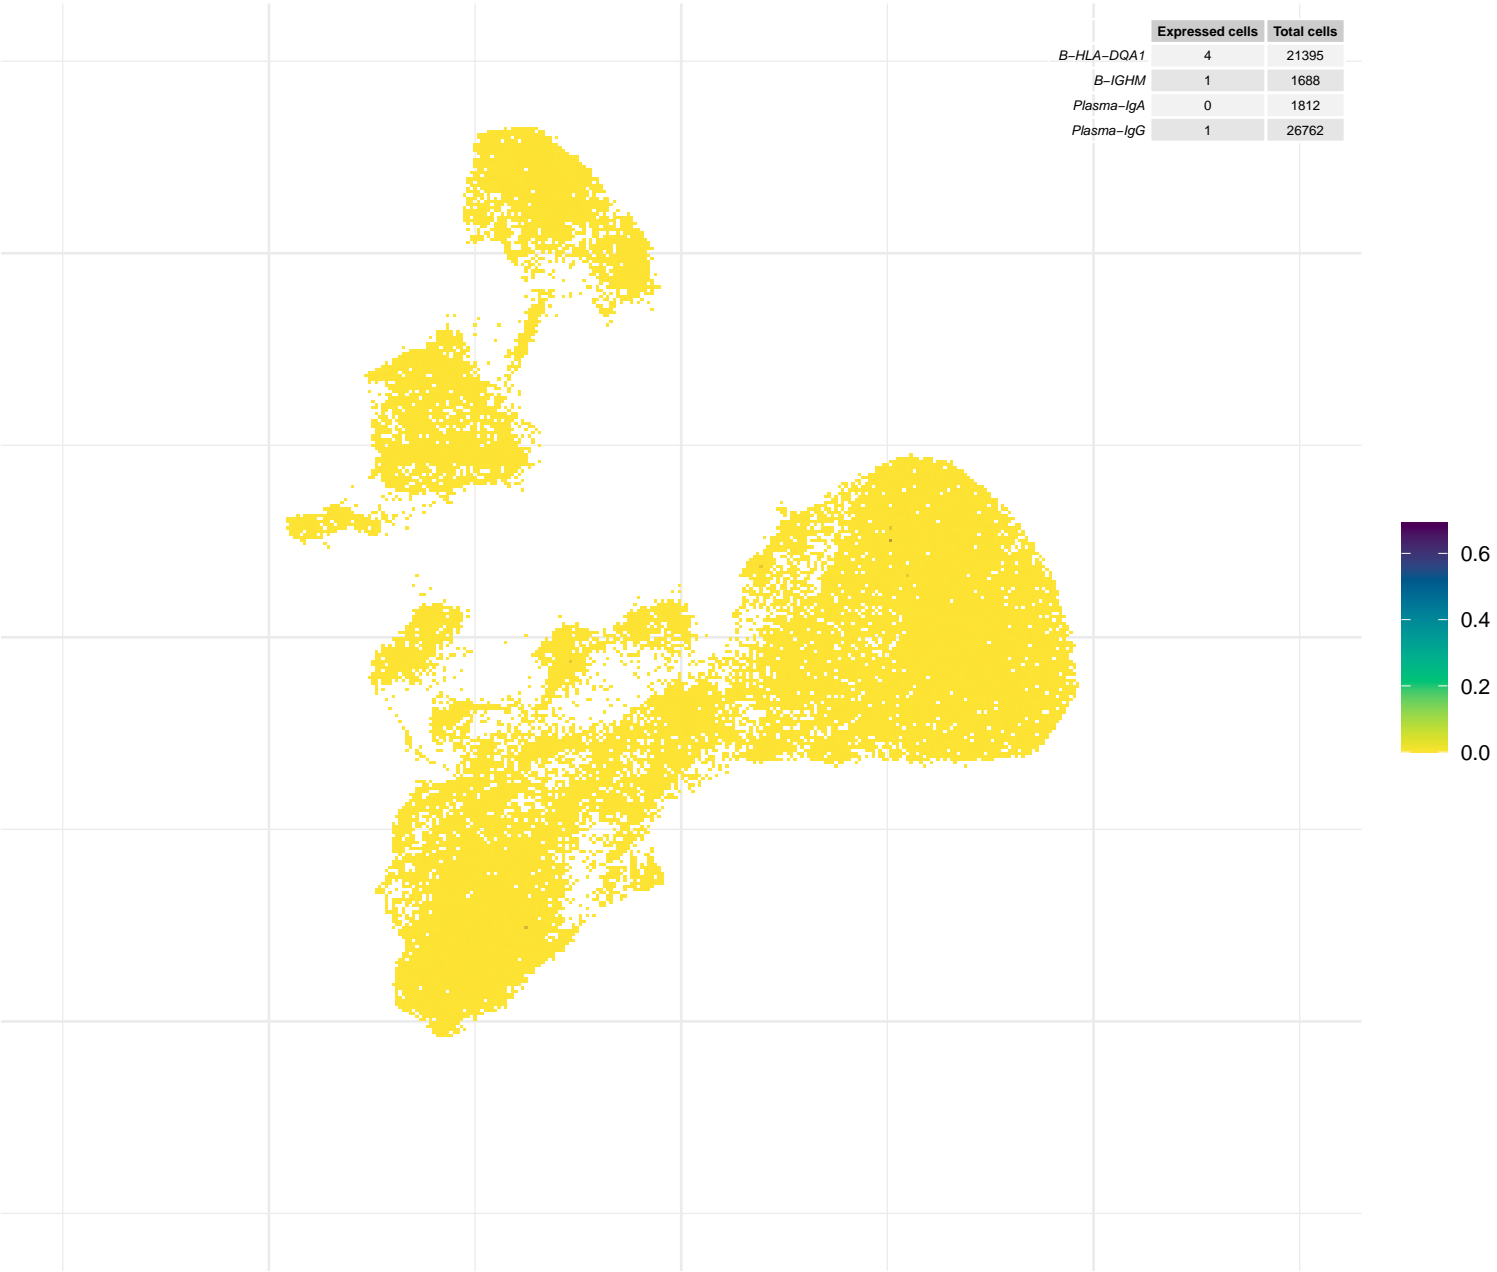 Expressed cells Total cells
B−HLA−DQA1 4 21395
B−IGHM 1 1688
Plasma−IgA 0 1812
Plasma−IgG 1 26762
0.6
0.4
0.2
0.0